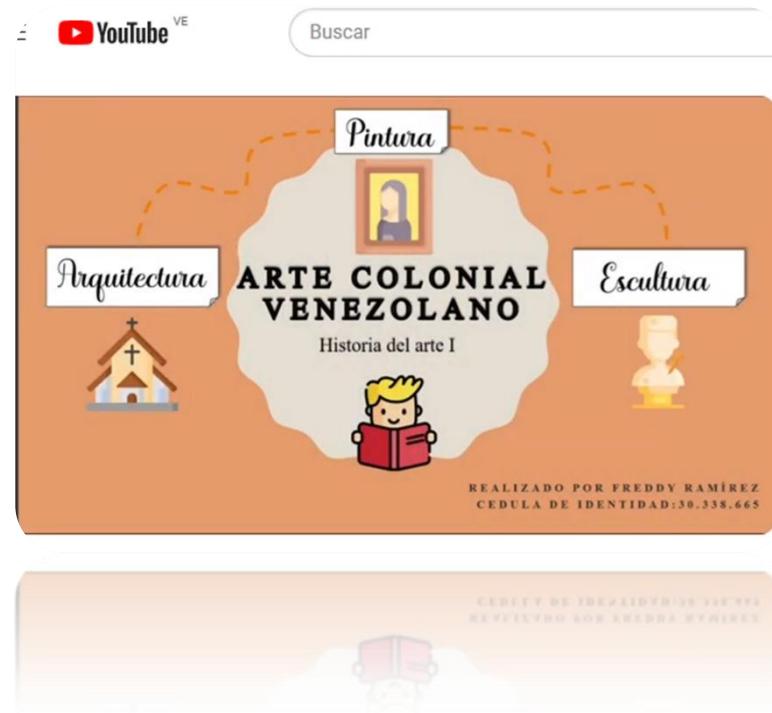 YouTube VE
Buscar
Pintura
Arquitectura
Escultura
ARTE COLONIAL
VENEZOLANO
Historia del arte I
REALIZADO POR FREDDY RAMÍREZ
CEDULA DE IDENTIDAD:30.338.665